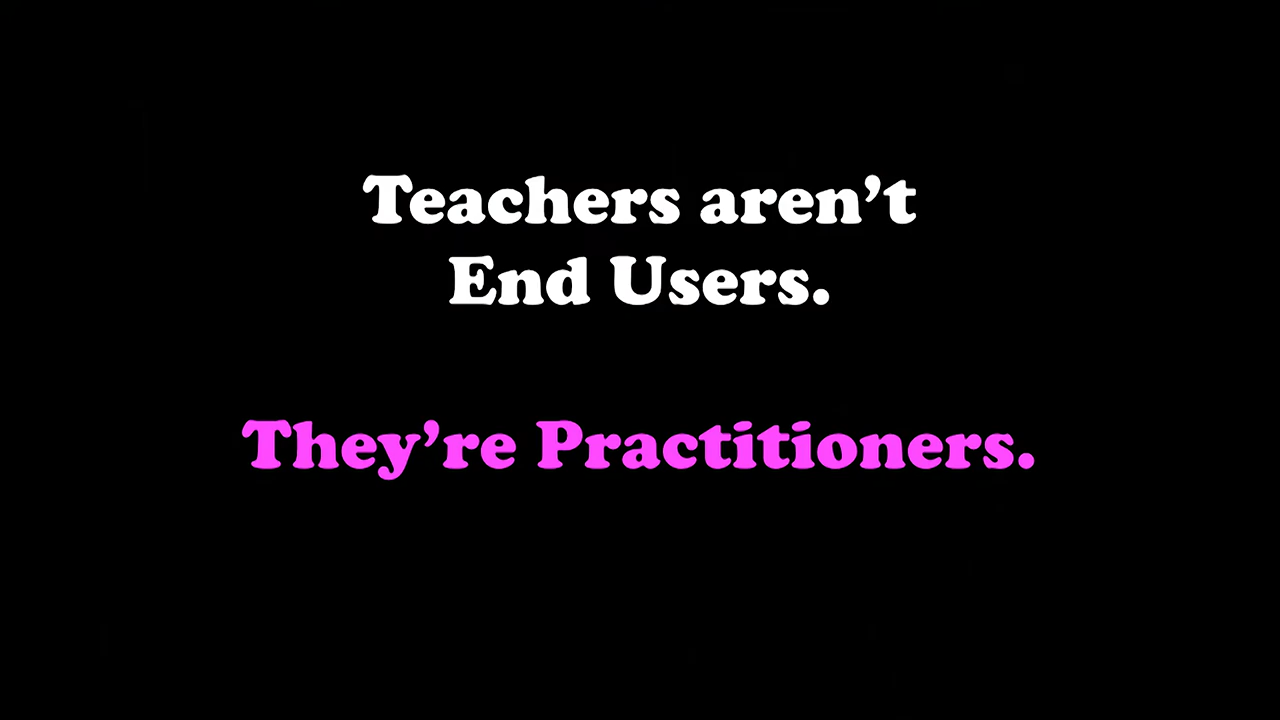 Teachers aren’t
End Users.
They’re Practitioners.